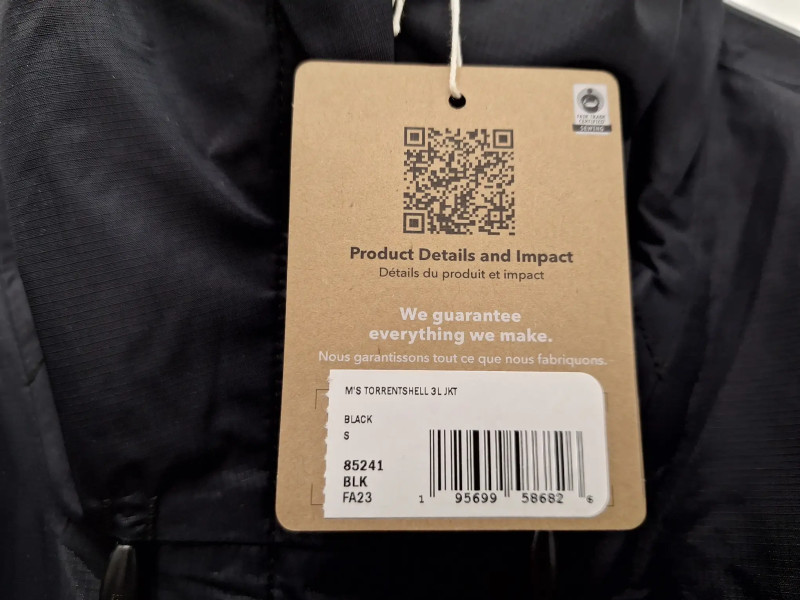 FAIR TRADE
CERTIFIED
SEWING
Product Details and Impact
Détails du produit et impact
We guarantee
everything we make.
Nous garantissons tout ce que nous fabriquons.
M'S TORRENTSHELL 3L JKT
BLACK
S
85241
BLK
FA23
1 95699 58682 6